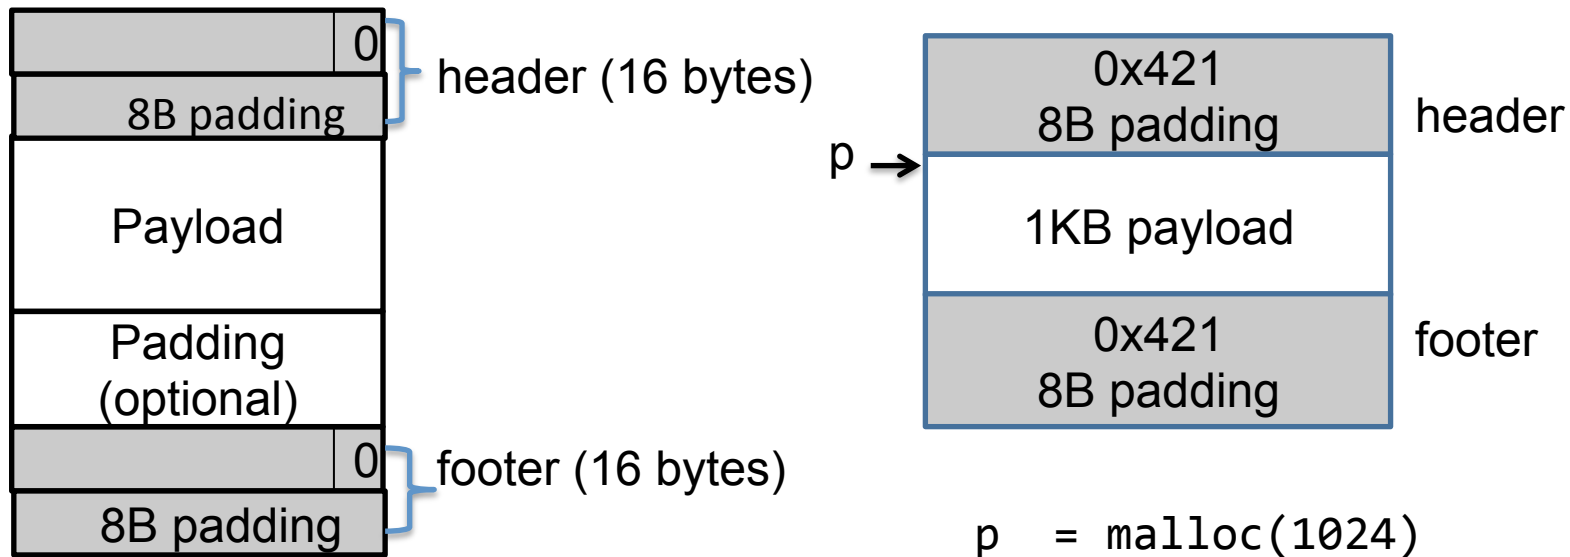 0
8B padding
header (16 bytes)
Payload
Padding
(optional)
0
8B padding
footer (16 bytes)
0x421
8B padding
header
p
1KB payload
0x421
8B padding
footer
p = malloc(1024)